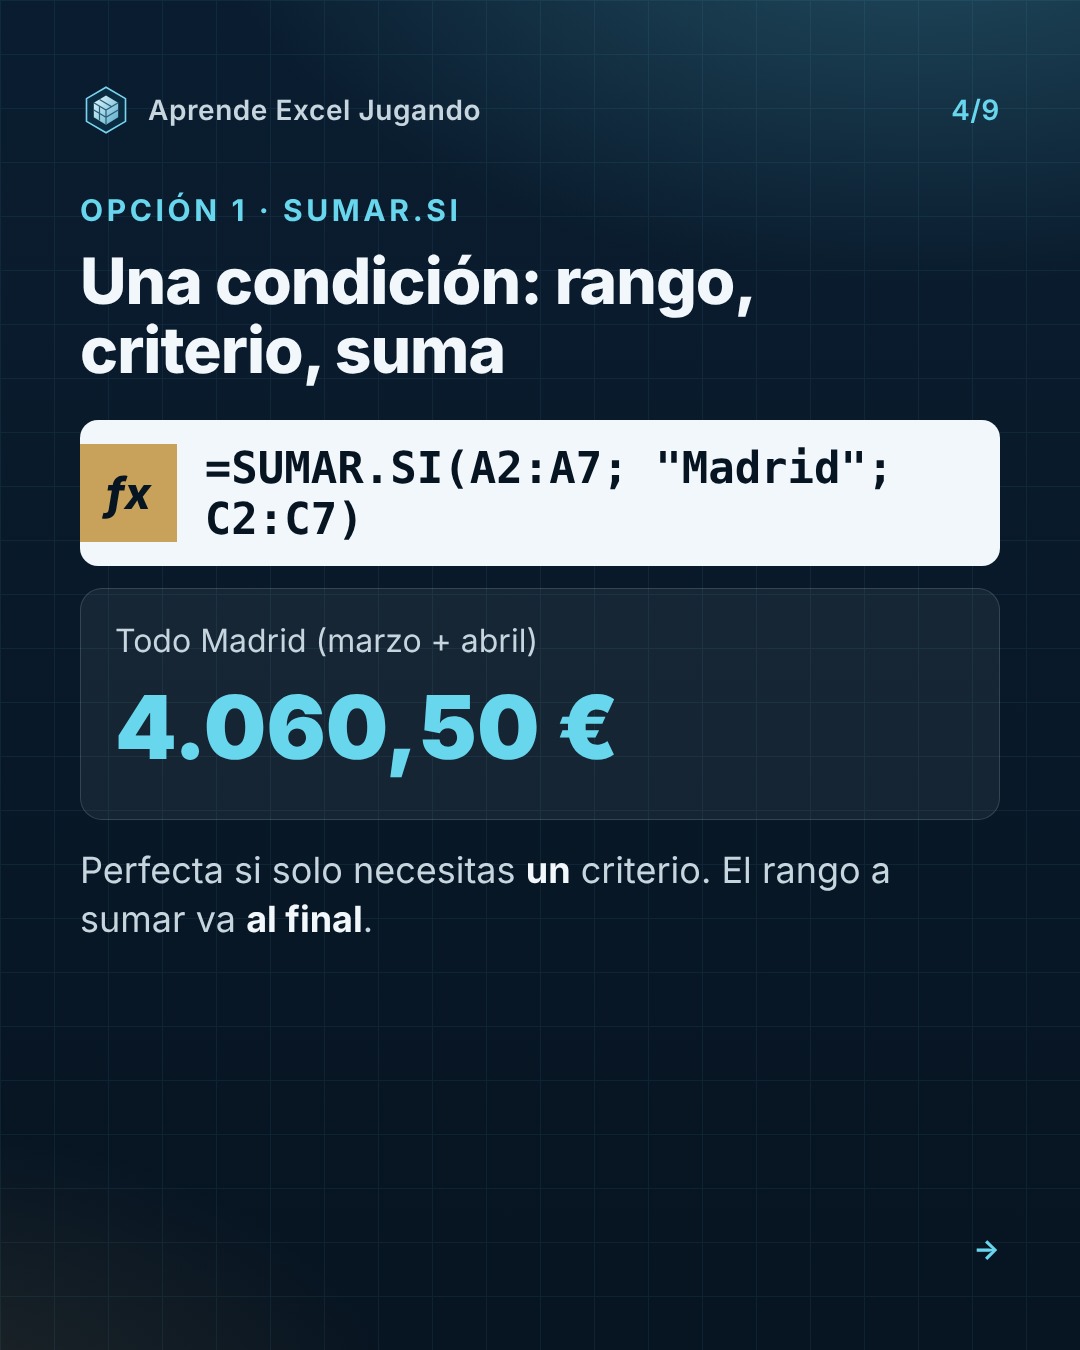 Aprende Excel Jugando
4/9
OPCIÓN 1 · SUMAR.SI
Una condición: rango,
criterio, suma
fx
=SUMAR.SI(A2:A7; "Madrid";
C2:C7)
Todo Madrid (marzo + abril)
4.060,50 €
Perfecta si solo necesitas un criterio. El rango a
sumar va al final.
→